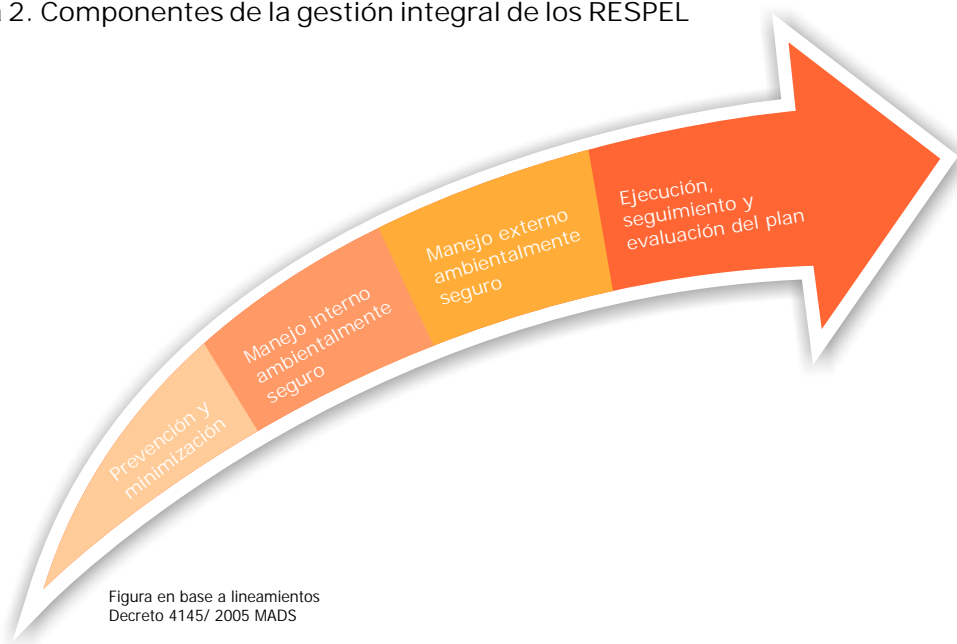 a 2. Componentes de la gestión integral de los RESPEL
Prevención y
minimización
Manejo interno
ambientalmente
seguro
Manejo externo
ambientalmente
seguro
Ejecución,
seguimiento y
evaluación del plan
Figura en base a lineamientos
Decreto 4145/ 2005 MADS